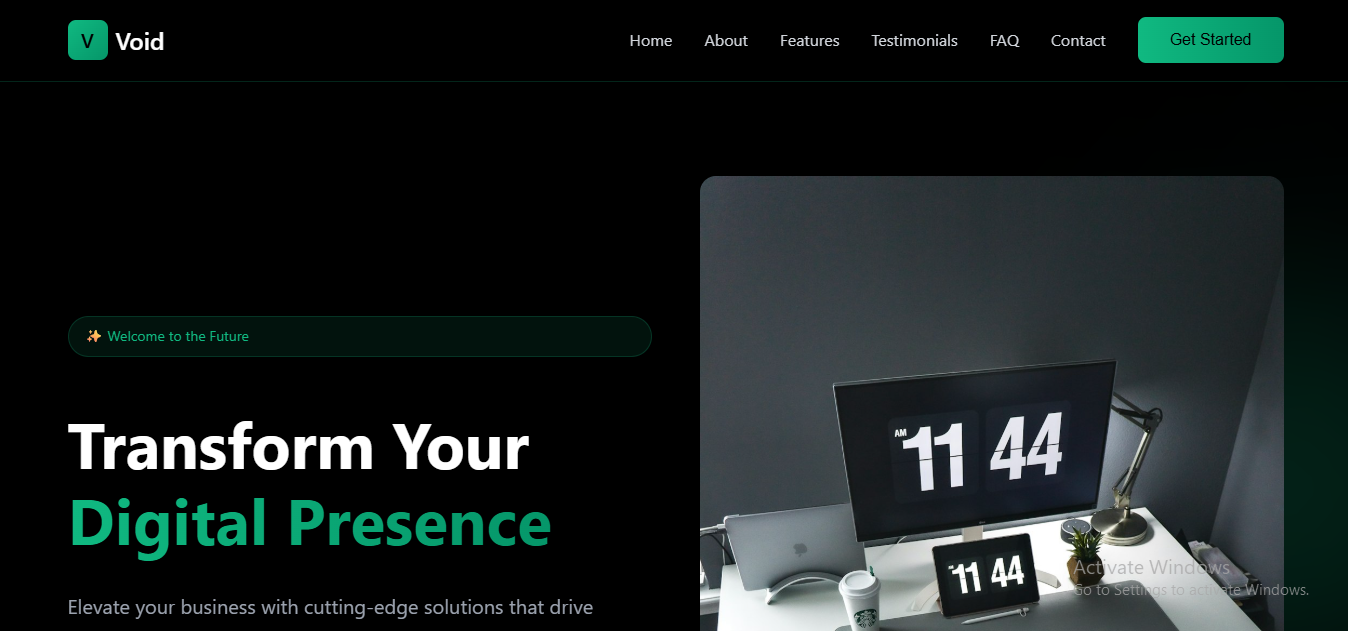 V Void Home About Features Testimonials FAQ Contact Get Started
✨ Welcome to the Future
Transform Your
Digital Presence
Elevate your business with cutting-edge solutions that drive
AM 11 44
11 44
Activate Windows
Go to Settings to activate Windows.